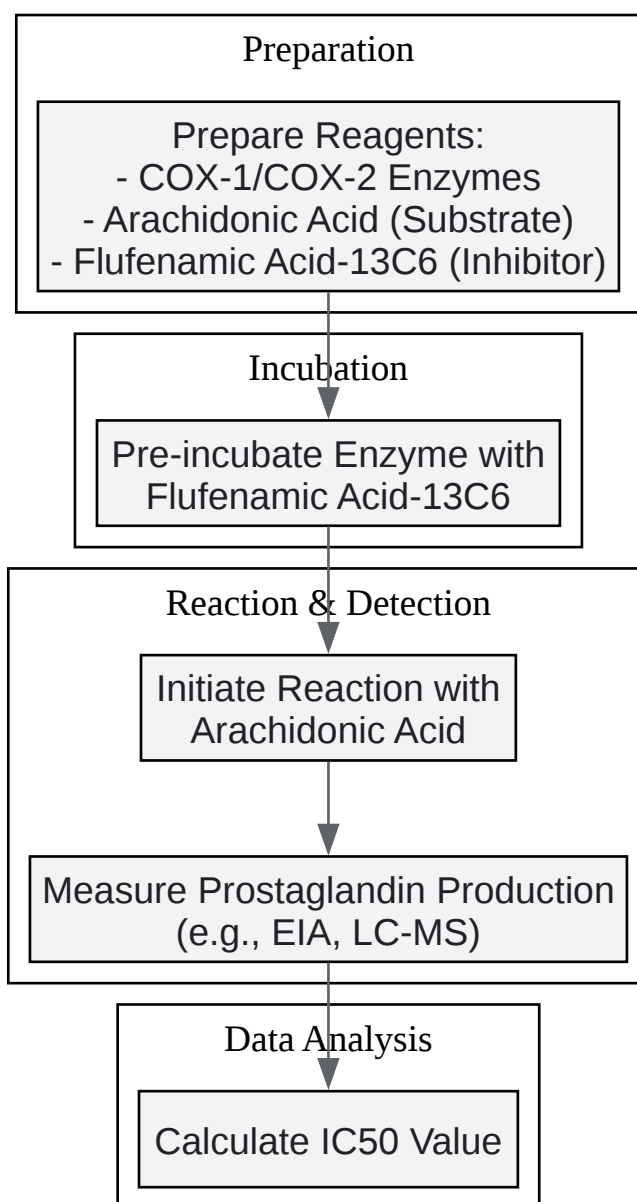 Preparation
Prepare Reagents:
- COX-1/COX-2 Enzymes
- Arachidonic Acid (Substrate)
- Flufenamic Acid-13C6 (Inhibitor)
Incubation
Pre-incubate Enzyme with
Flufenamic Acid-13C6
Reaction & Detection
Initiate Reaction with
Arachidonic Acid
Measure Prostaglandin Production
(e.g., EIA, LC-MS)
Data Analysis
Calculate IC50 Value